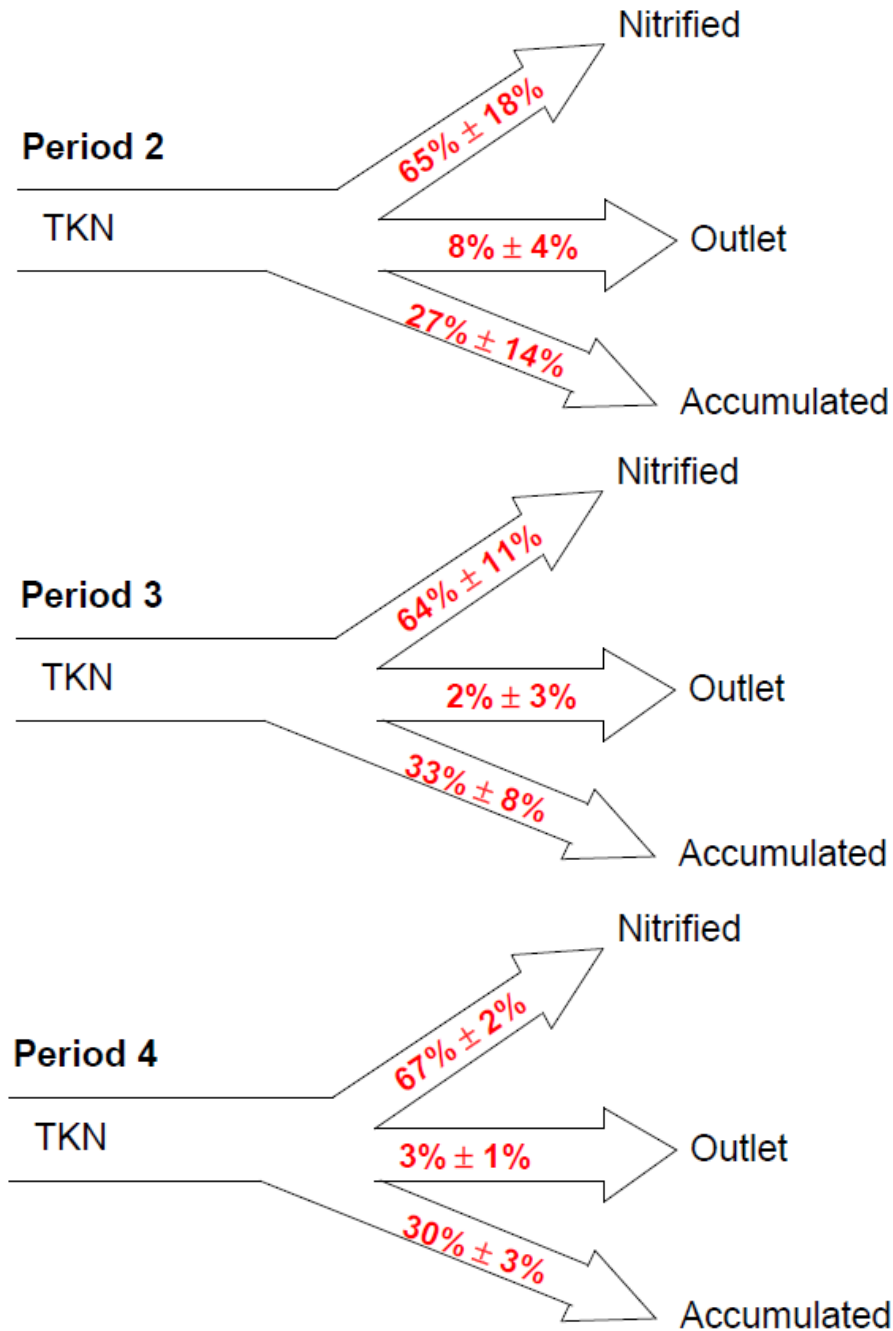 Nitrified
65% ± 18%
Period 2
TKN
8% ± 4%
Outlet
27% ± 14%
Accumulated
Nitrified
64% ± 11%
Period 3
TKN
2% ± 3%
Outlet
33% ± 8%
Accumulated
Nitrified
67% ± 2%
Period 4
TKN
3% ± 1%
Outlet
30% ± 3%
Accumulated